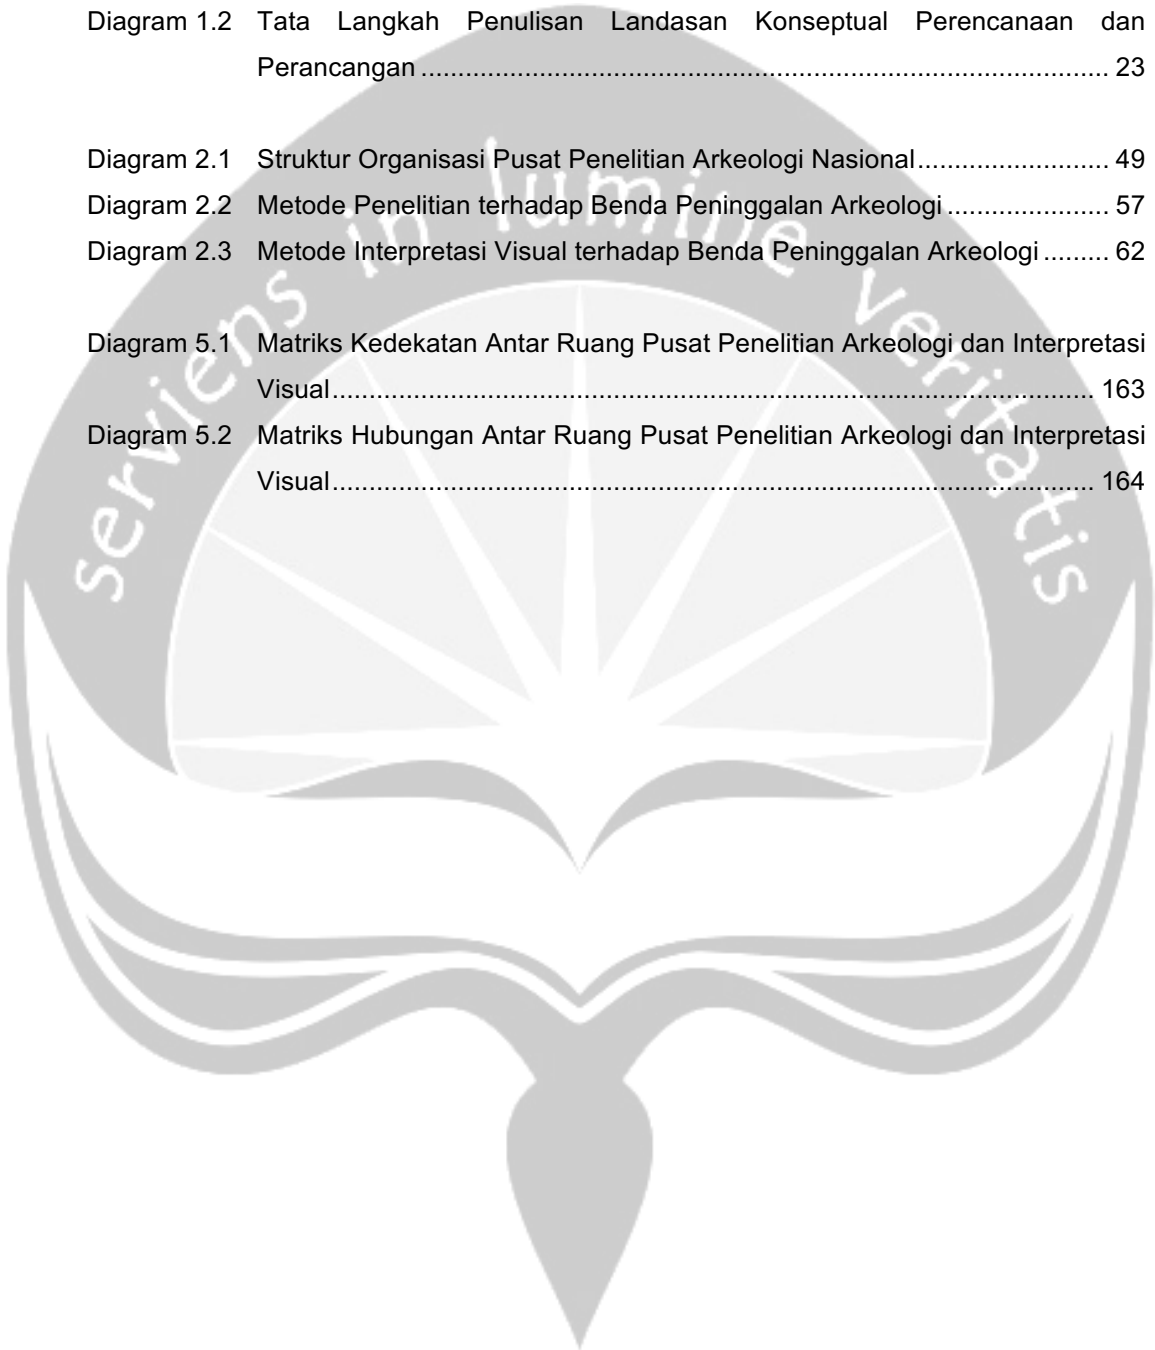 Diagram 1.2 Tata Langkah Penulisan Landasan Konseptual Perencanaan dan
Perancangan ........................................................................................... 23
Diagram 2.1 Struktur Organisasi Pusat Penelitian Arkeologi Nasional .......................... 49
Diagram 2.2 Metode Penelitian terhadap Benda Peninggalan Arkeologi ...................... 57
Diagram 2.3 Metode Interpretasi Visual terhadap Benda Peninggalan Arkeologi ......... 62
Diagram 5.1 Matriks Kedekatan Antar Ruang Pusat Penelitian Arkeologi dan Interpretasi
Visual ..................................................................................................... 163
Diagram 5.2 Matriks Hubungan Antar Ruang Pusat Penelitian Arkeologi dan Interpretasi
Visual ..................................................................................................... 164
serviens in lumine veritatis